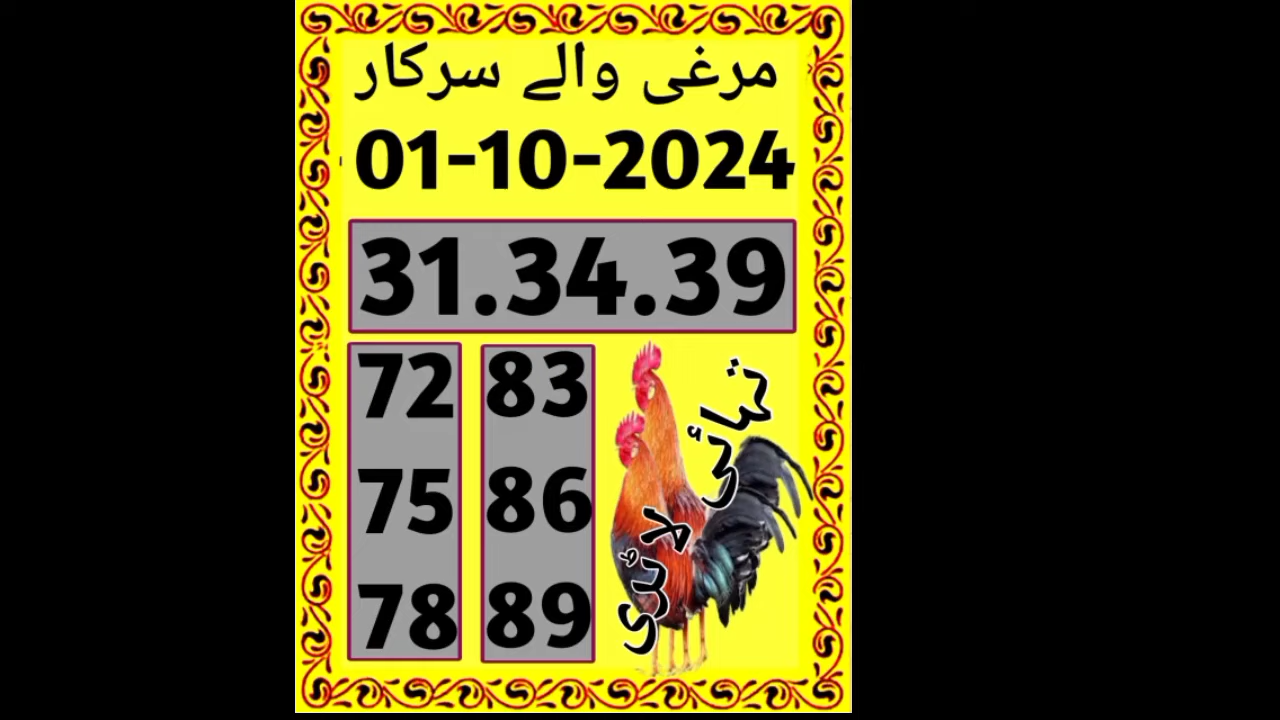 مرغی والے سرکار
01-10-2024
31.34.39
72 83
75 86
78 89
تھائی لاٹری